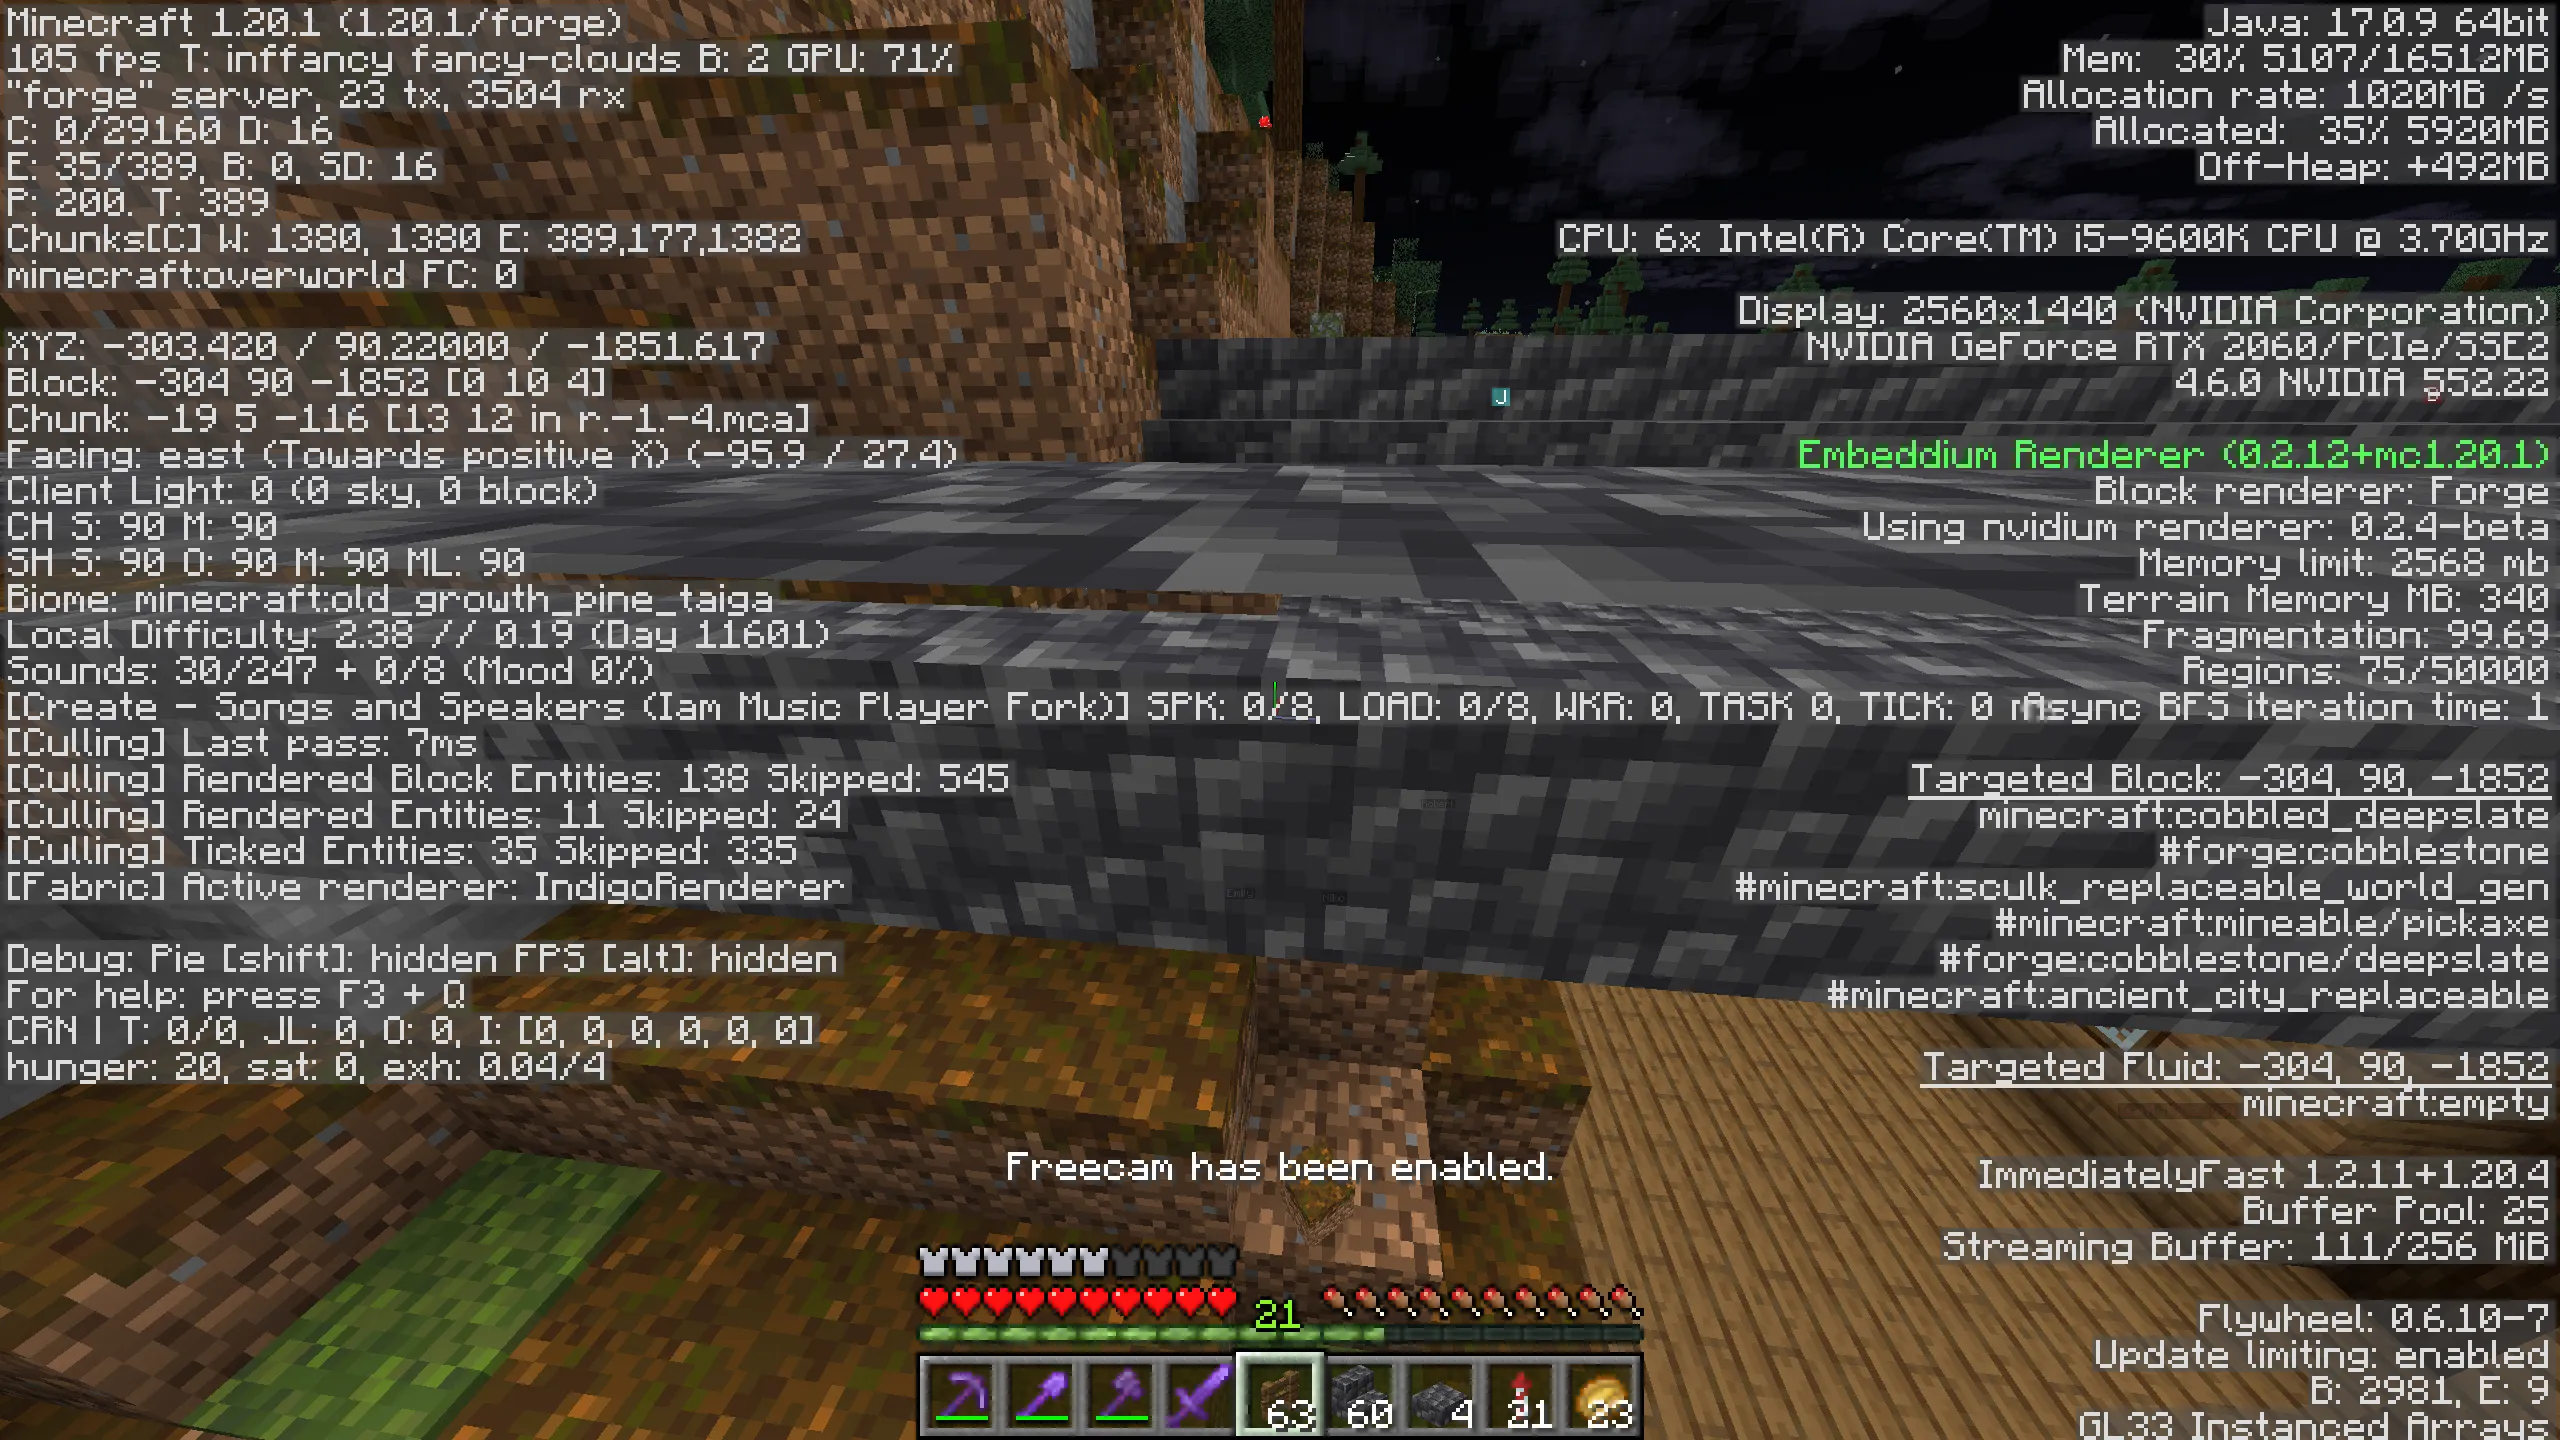 Minecraft 1.20.1 (1.20.1/forge)
105 fps T: inffancy fancy-clouds B: 2 GPU: 71%
"forge" server, 23 tx, 3504 rx
C: 0/29160 D: 16
E: 35/389, B: 0, SD: 16
P: 200. T: 389
Chunks[C] W: 1380, 1380 E: 389,177,1382
minecraft:overworld FC: 0
XYZ: -303.420 / 90.22000 / -1851.617
Block: -304 90 -1852 [0 10 4]
Chunk: -19 5 -116 [13 12 in r.-1.-4.mca]
Facing: east (Towards positive X) (-95.9 / 27.4)
Client Light: 0 (0 sky, 0 block)
CH S: 90 M: 90
SH S: 90 O: 90 M: 90 ML: 90
Biome: minecraft:old_growth_pine_taiga
Local Difficulty: 2.38 // 0.19 (Day 11601)
Sounds: 30/247 + 0/8 (Mood 0%)
[Create - Songs and Speakers (Iam Music Player Fork)] SPK: 0/8, LOAD: 0/8, WKR: 0, TASK 0, TICK: 0
[Culling] Last pass: 7ms
[Culling] Rendered Block Entities: 138 Skipped: 545
[Culling] Rendered Entities: 11 Skipped: 24
[Culling] Ticked Entities: 35 Skipped: 335
[Fabric] Active renderer: IndigoRenderer
Debug: Pie [shift]: hidden FPS [alt]: hidden
For help: press F3 + Q
CRN | T: 0/0, JL: 0, O: 0, I: [0, 0, 0, 0, 0, 0]
hunger: 20, sat: 0, exh: 0.04/4
Java: 17.0.9 64bit
Mem: 30% 5107/16512MB
Allocation rate: 1020MB /s
Allocated: 35% 5920MB
Off-Heap: +492MB
CPU: 6x Intel(R) Core(TM) i5-9600K CPU @ 3.70GHz
Display: 2560x1440 (NVIDIA Corporation)
NVIDIA GeForce RTX 2060/PCIe/SSE2
4.6.0 NVIDIA 552.22
J
Embeddium Renderer (0.2.12+mc1.20.1)
Block renderer: Forge
Using nvidium renderer: 0.2.4-beta
Memory limit: 2568 mb
Terrain Memory MB: 340
Fragmentation: 99.69
Regions: 75/50000
Async BFS iteration time: 1
Targeted Block: -304, 90, -1852
minecraft:cobbled_deepslate
#forge:cobblestone
#minecraft:sculk_replaceable_world_gen
#minecraft:mineable/pickaxe
#forge:cobblestone/deepslate
#minecraft:ancient_city_replaceable
Targeted Fluid: -304, 90, -1852
minecraft:empty
ImmediatelyFast 1.2.11+1.20.4
Buffer Pool: 25
Streaming Buffer: 111/256 MiB
Flywheel: 0.6.10-7
Update limiting: enabled
B: 2981, E: 9
GL33 Instanced Arrays
Emily
Freecam has been enabled.
21
63 60 4 21 23